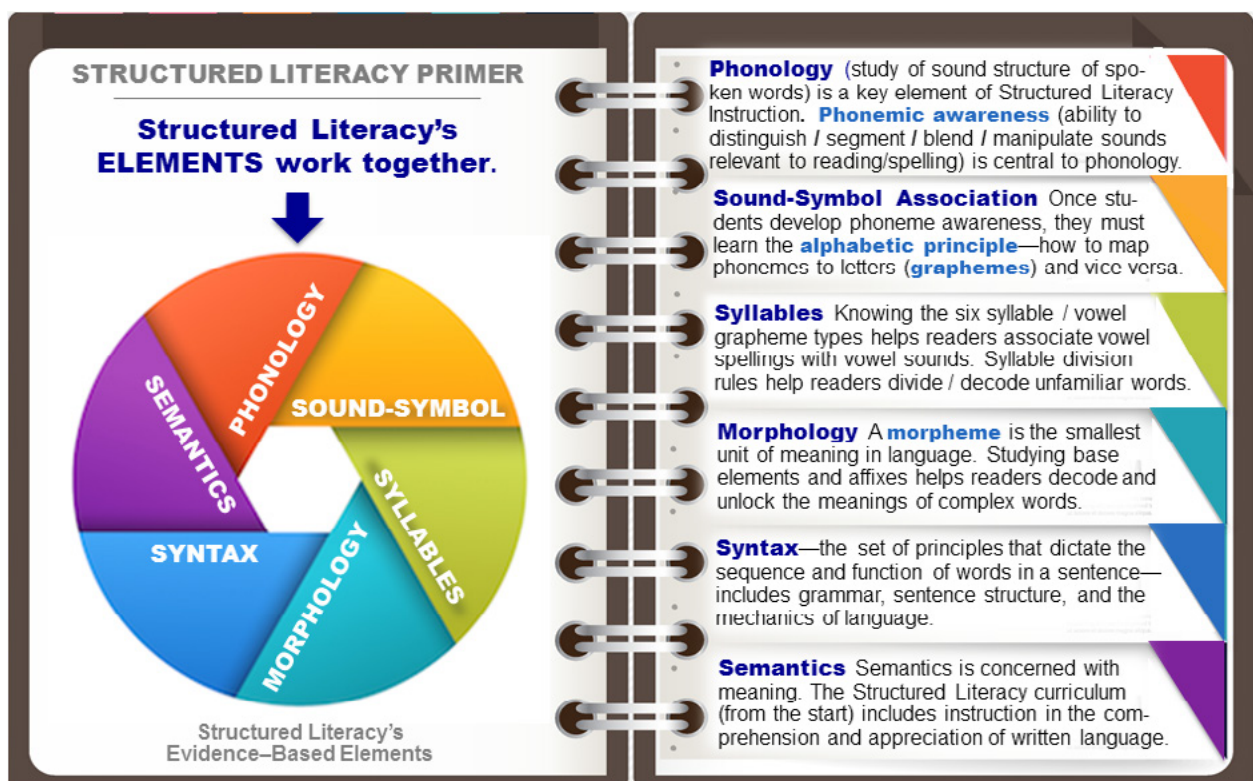 STRUCTURED LITERACY PRIMER
Structured Literacy's
ELEMENTS work together.
PHONOLOGY
SOUND-SYMBOL
SYLLABLES
MORPHOLOGY
SYNTAX
SEMANTICS
Structured Literacy's
Evidence–Based Elements
Phonology (study of sound structure of spo-
ken words) is a key element of Structured Literacy
Instruction. Phonemic awareness (ability to
distinguish / segment / blend / manipulate sounds
relevant to reading/spelling) is central to phonology.
Sound-Symbol Association Once stu-
dents develop phoneme awareness, they must
learn the alphabetic principle—how to map
phonemes to letters (graphemes) and vice versa.
Syllables Knowing the six syllable / vowel
grapheme types helps readers associate vowel
spellings with vowel sounds. Syllable division
rules help readers divide / decode unfamiliar words.
Morphology A morpheme is the smallest
unit of meaning in language. Studying base
elements and affixes helps readers decode and
unlock the meanings of complex words.
Syntax—the set of principles that dictate the
sequence and function of words in a sentence—
includes grammar, sentence structure, and the
mechanics of language.
Semantics Semantics is concerned with
meaning. The Structured Literacy curriculum
(from the start) includes instruction in the com-
prehension and appreciation of written language.